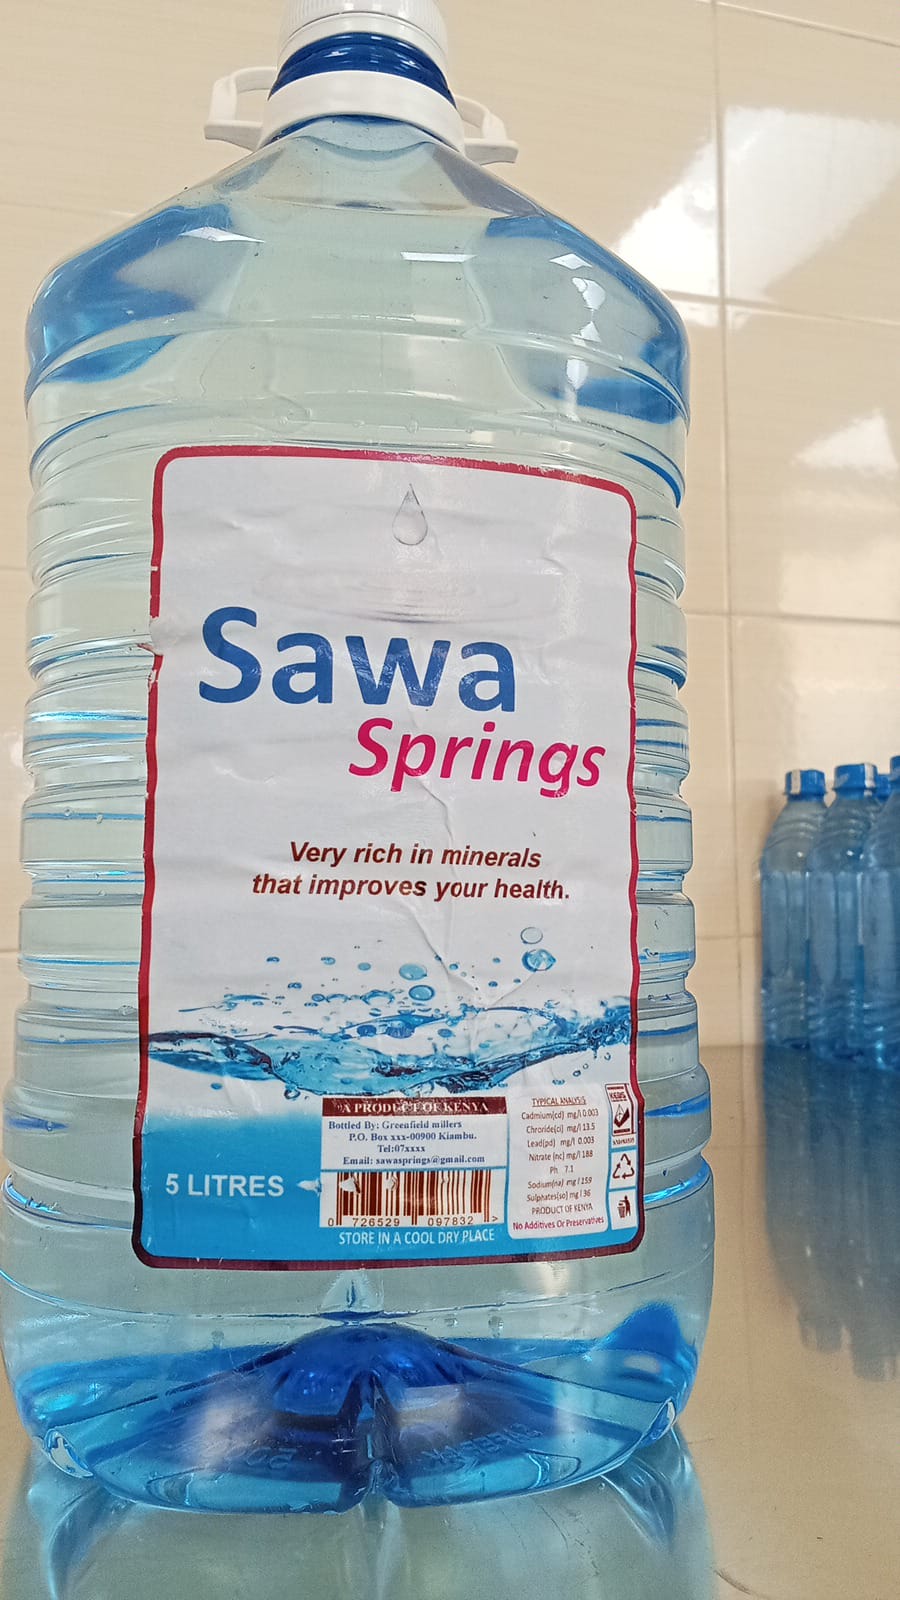 Sawa
Springs
Very rich in minerals
that improves your health.
5 LITRES
A PRODUCT OF KENYA
Bottled By: Greenfield millers
P.O. Box xxx-00900 Kiambu.
Tel:07xxxx
Email: sawasprings@gmail.com
0 726529 097832 >
STORE IN A COOL DRY PLACE
TYPICAL ANALYSIS
Cadmium(cd) mg/l 0.003
Chroride(cl) mg/l 13.5
Lead(pd) mg/l 0.003
Nitrate (nc) mg/l 188
Ph 7.1
Sodium(na) mg l 159
Sulphates(so) mg l 36
PRODUCT OF KENYA
No Additives Or Preservatives
KEBS